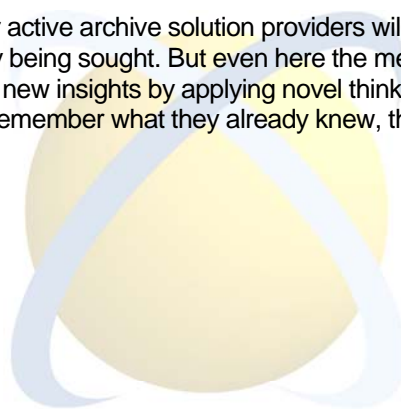 active archive solution providers wil
being sought. But even here the me
new insights by applying novel think
emember what they already knew, th